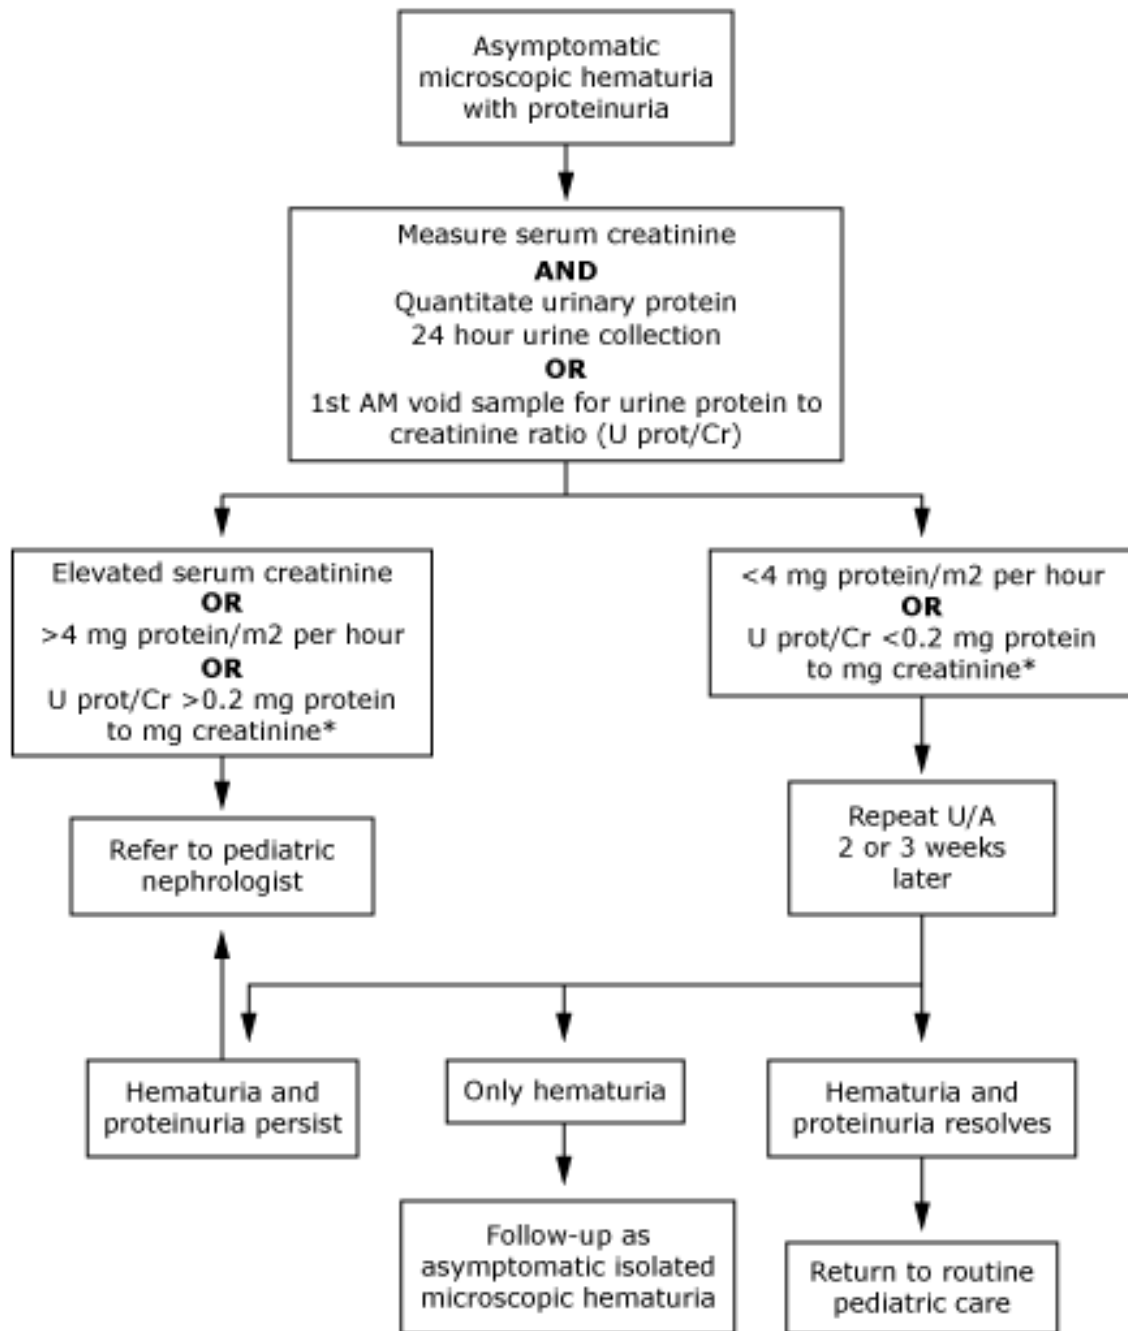 Asymptomatic
microscopic hematuria
with proteinuria
Measure serum creatinine
AND
Quantitate urinary protein
24 hour urine collection
OR
1st AM void sample for urine protein to
creatinine ratio (U prot/Cr)
Elevated serum creatinine
OR
>4 mg protein/m2 per hour
OR
U prot/Cr >0.2 mg protein
to mg creatinine*
<4 mg protein/m2 per hour
OR
U prot/Cr <0.2 mg protein
to mg creatinine*
Refer to pediatric
nephrologist
Repeat U/A
2 or 3 weeks
later
Hematuria and
proteinuria persist
Only hematuria
Hematuria and
proteinuria resolves
Follow-up as
asymptomatic isolated
microscopic hematuria
Return to routine
pediatric care